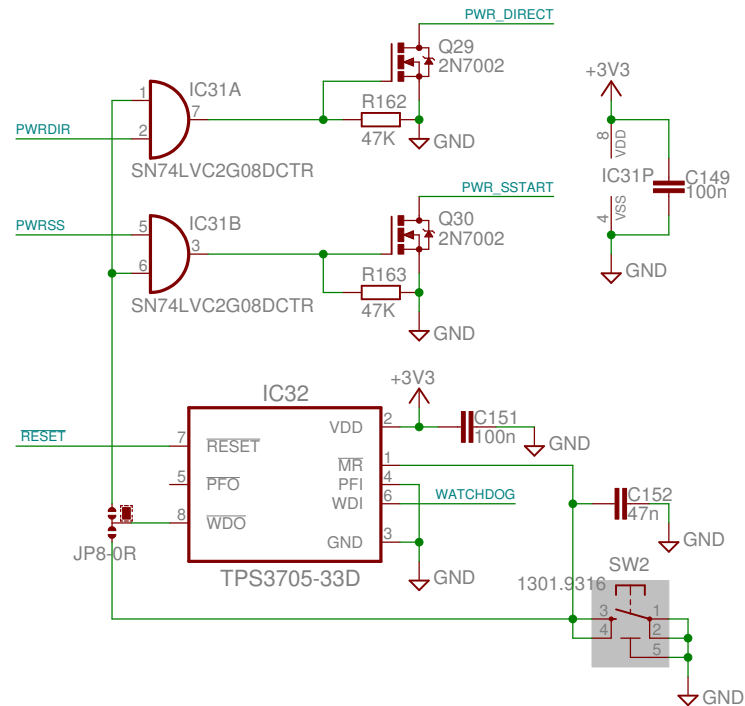 PWR_DIRECT
Q29
2N7002
IC31A
1
7
2
PWRDIR
R162
47K
GND
SN74LVC2G08DCTR
+3V3
8
VDD
IC31P
C149
100n
4
VSS
GND
PWR_SSTART
Q30
2N7002
IC31B
PWRSS
5
3
6
R163
47K
SN74LVC2G08DCTR
GND
IC32
+3V3
VDD
2
C151
100n
GND
RESET
7
RESET
MR
1
5
PFO
PFI
4
WDI
6
WATCHDOG
C152
47n
8
WDO
GND
3
GND
JP8-0R
TPS3705-33D
GND
SW2
1301.9316
3
1
4
2
5
GND